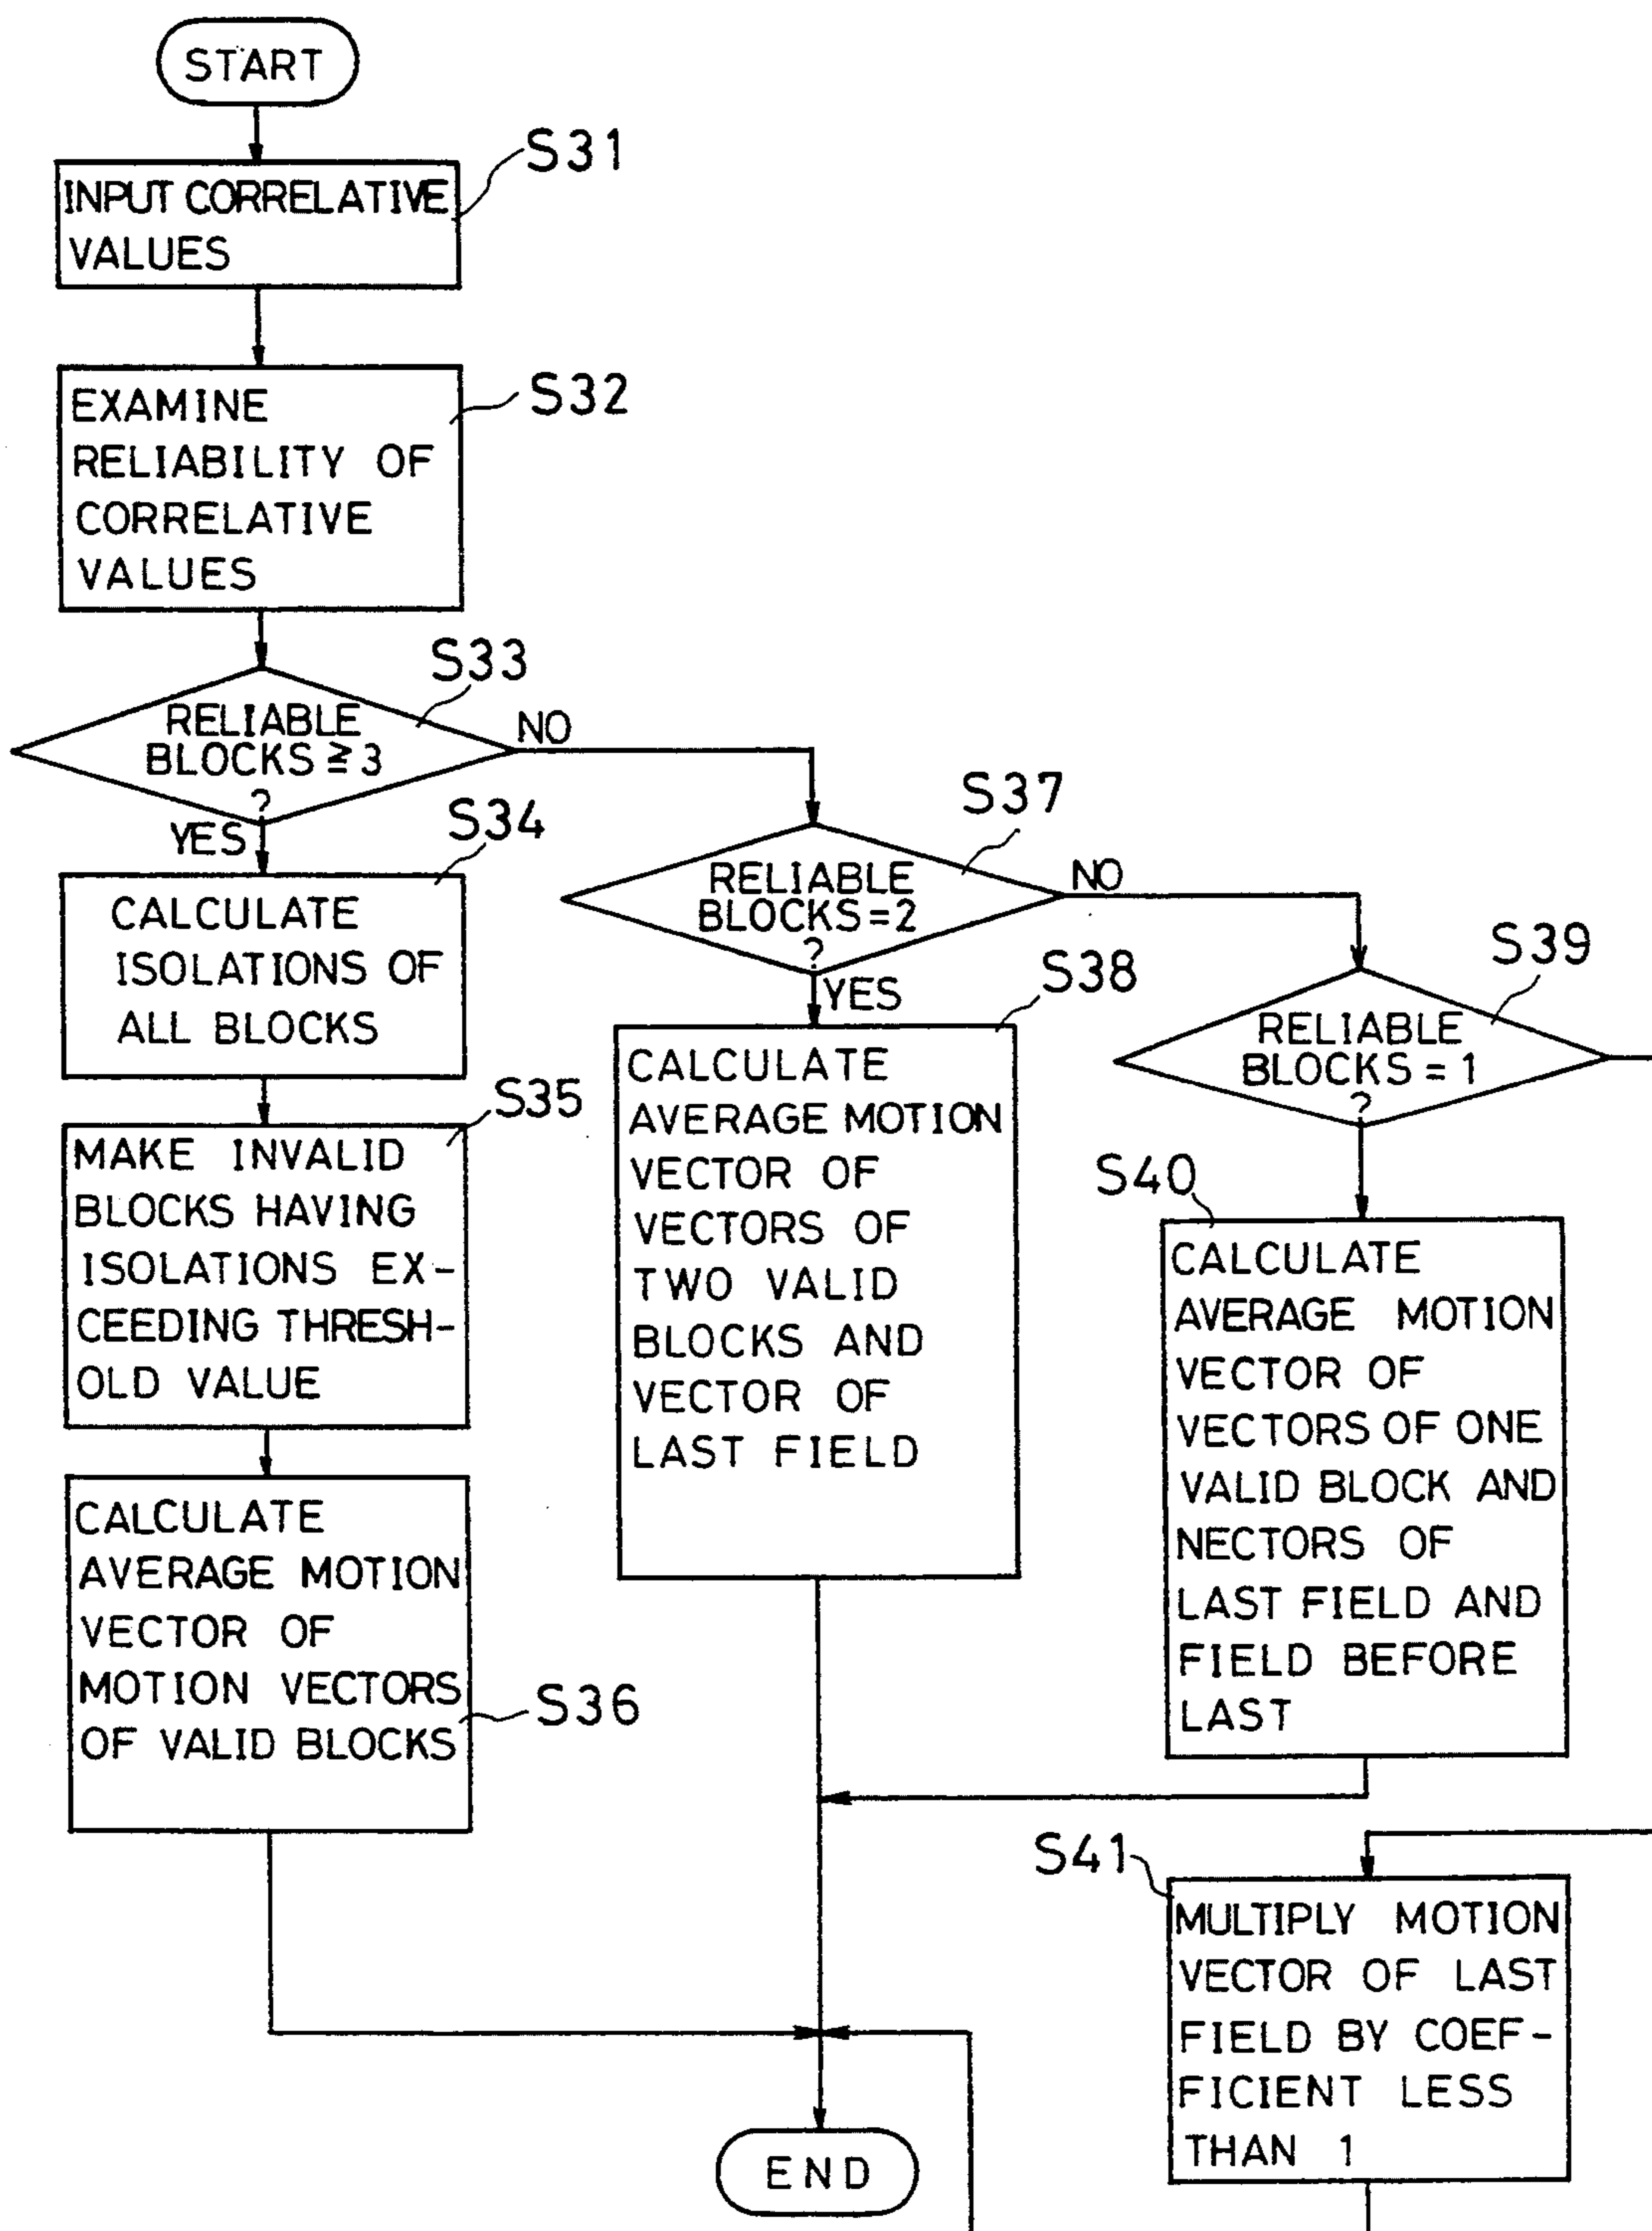 START
S31
INPUT CORRELATIVE
VALUES
S32
EXAMINE
RELIABILITY OF
CORRELATIVE
VALUES
S33
RELIABLE
BLOCKS ≧ 3
?
NO
YES
S34
CALCULATE
ISOLATIONS OF
ALL BLOCKS
S35
MAKE INVALID
BLOCKS HAVING
ISOLATIONS EX-
CEEDING THRESH-
OLD VALUE
CALCULATE
AVERAGE MOTION
VECTOR OF
MOTION VECTORS
OF VALID BLOCKS
S36
S37
RELIABLE
BLOCKS = 2
?
NO
YES
S38
CALCULATE
AVERAGE MOTION
VECTOR OF
VECTORS OF
TWO VALID
BLOCKS AND
VECTOR OF
LAST FIELD
S39
RELIABLE
BLOCKS = 1
?
S40
CALCULATE
AVERAGE MOTION
VECTOR OF
VECTORS OF ONE
VALID BLOCK AND
NECTORS OF
LAST FIELD AND
FIELD BEFORE
LAST
S41
MULTIPLY MOTION
VECTOR OF LAST
FIELD BY COEF-
FICIENT LESS
THAN 1
END